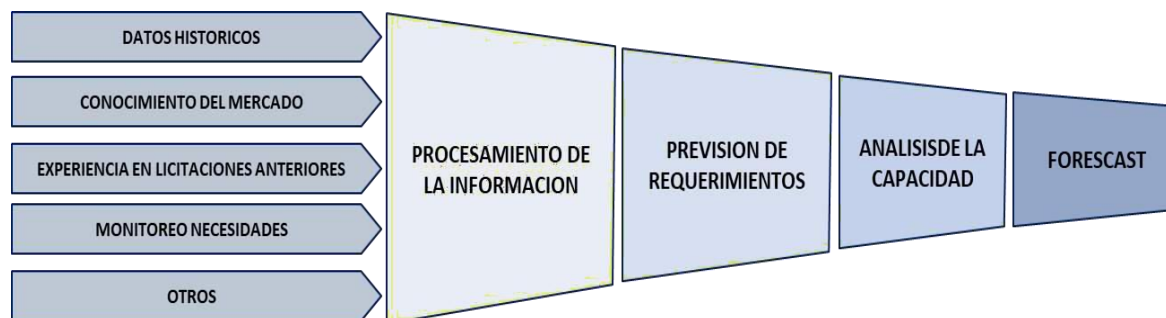 DATOS HISTORICOS
CONOCIMIENTO DEL MERCADO
EXPERIENCIA EN LICITACIONES ANTERIORES
MONITOREO NECESIDADES
OTROS
PROCESAMIENTO DE
LA INFORMACION
PREVISION DE
REQUERIMIENTOS
ANALISISDE LA
CAPACIDAD
FORESCAST